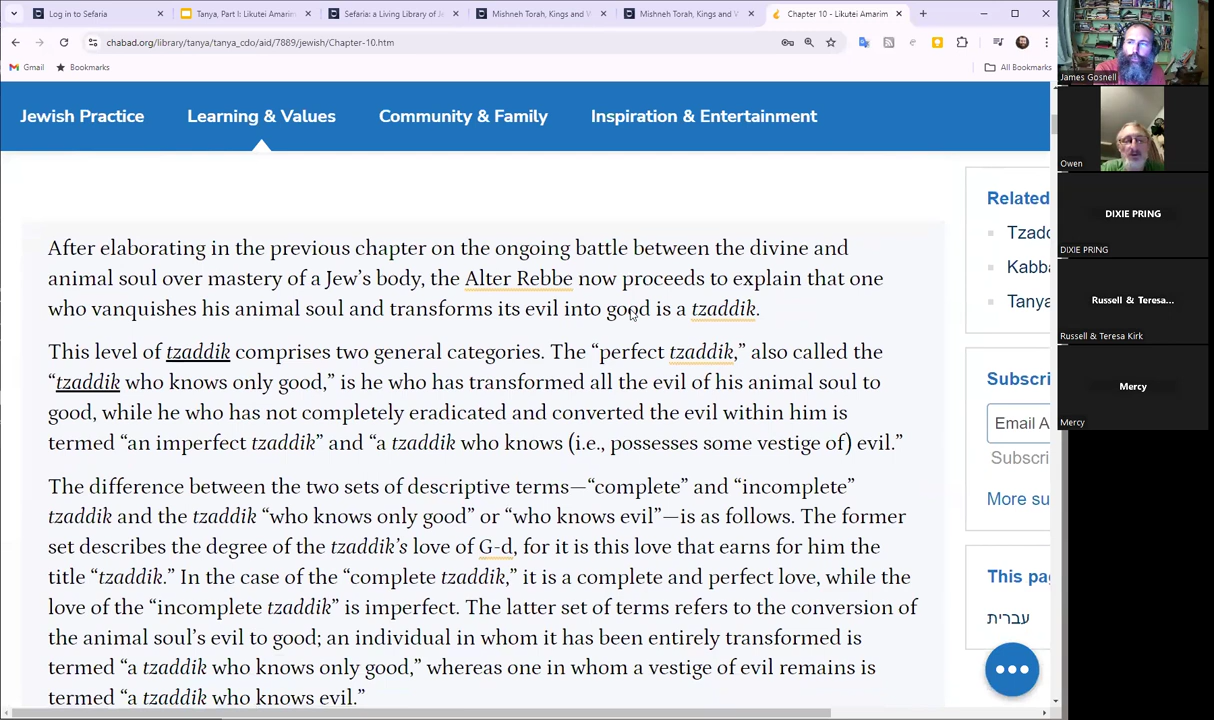 Log in to Sefaria
Tanya, Part I; Likutei Amarim
Sefaria: a Living Library of Je
Mishneh Torah, Kings and W
Mishneh Torah, Kings and V
Chapter 10 - Likutei Amarim
chabad.org/library/tanya/tanya_cdo/aid/7889/jewish/Chapter-10.htm
Gmail
Bookmarks
All Bookmarks
Jewish Practice
Learning & Values
Community & Family
Inspiration & Entertainment
After elaborating in the previous chapter on the ongoing battle between the divine and
animal soul over mastery of a Jew’s body, the Alter Rebbe now proceeds to explain that one
who vanquishes his animal soul and transforms its evil into good is a tzaddik.
This level of tzaddik comprises two general categories. The “perfect tzaddik,” also called the
“tzaddik who knows only good,” is he who has transformed all the evil of his animal soul to
good, while he who has not completely eradicated and converted the evil within him is
termed “an imperfect tzaddik” and “a tzaddik who knows (i.e., possesses some vestige of) evil.”
The difference between the two sets of descriptive terms—“complete” and “incomplete”
tzaddik and the tzaddik “who knows only good” or “who knows evil”—is as follows. The former
set describes the degree of the tzaddik’s love of G-d, for it is this love that earns for him the
title “tzaddik.” In the case of the “complete tzaddik,” it is a complete and perfect love, while the
love of the “incomplete tzaddik” is imperfect. The latter set of terms refers to the conversion of
the animal soul’s evil to good; an individual in whom it has been entirely transformed is
termed “a tzaddik who knows only good,” whereas one in whom a vestige of evil remains is
termed “a tzaddik who knows evil.”
Related
Tzadd
Kabba
Tanya
Subscri
Email A
Subscri
More su
This pag
עברית
James Gosnell
Owen
DIXIE PRING
DIXIE PRING
Russell & Teresa...
Russell & Teresa Kirk
Mercy
Mercy